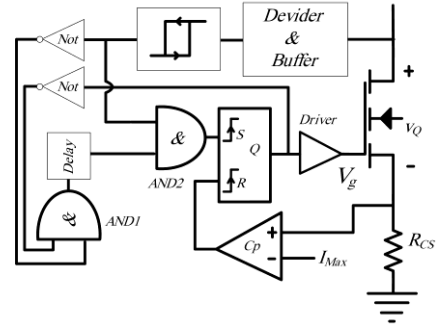 Not
Devider
&
Buffer
Not
Driver
+
v_Q
-
V_g
Delay
&
AND2
S
Q
R
&
AND1
Cp
+
-
I_Max
R_CS